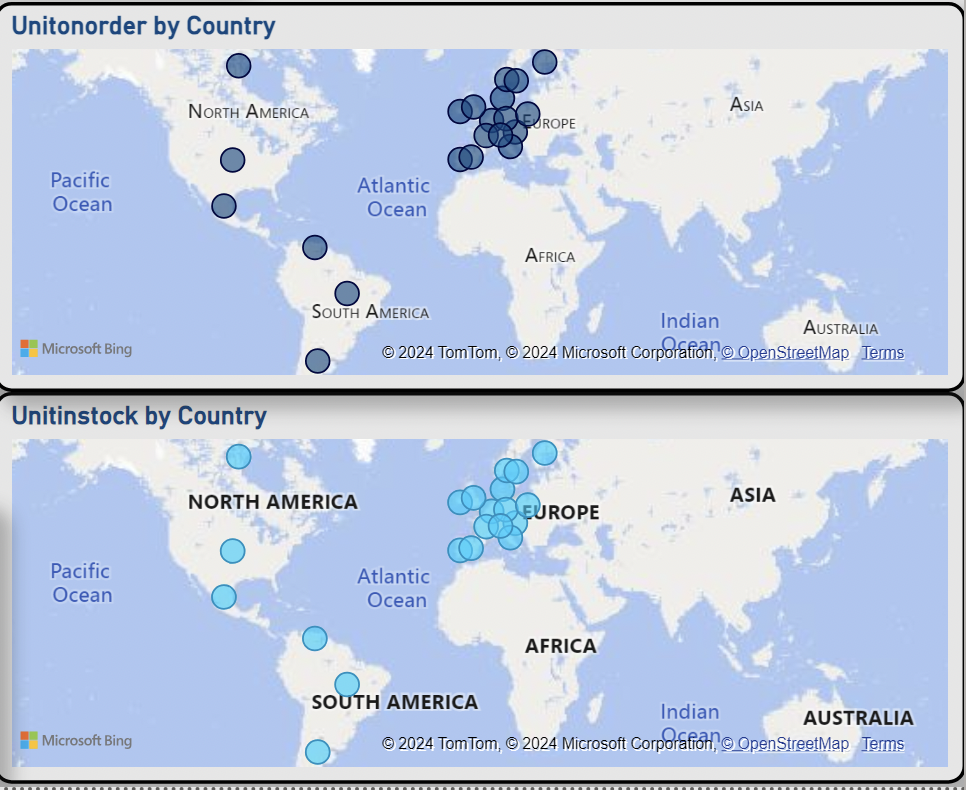 Unitonorder by Country
NORTH AMERICA
EUROPE
ASIA
Pacific
Ocean
Atlantic
Ocean
AFRICA
SOUTH AMERICA
Indian
Ocean
AUSTRALIA
Microsoft Bing
© 2024 TomTom, © 2024 Microsoft Corporation, © OpenStreetMap Terms
Unitinstock by Country
NORTH AMERICA
EUROPE
ASIA
Pacific
Ocean
Atlantic
Ocean
AFRICA
SOUTH AMERICA
Indian
Ocean
AUSTRALIA
Microsoft Bing
© 2024 TomTom, © 2024 Microsoft Corporation, © OpenStreetMap Terms